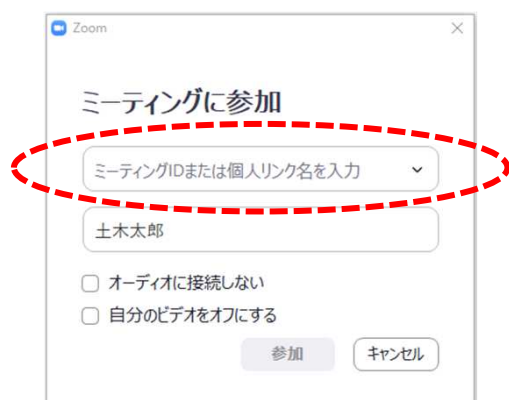 Zoom
ミーティングに参加
ミーティングIDまたは個人リンク名を入力
土木太郎
オーディオに接続しない
自分のビデオをオフにする
参加 キャンセル